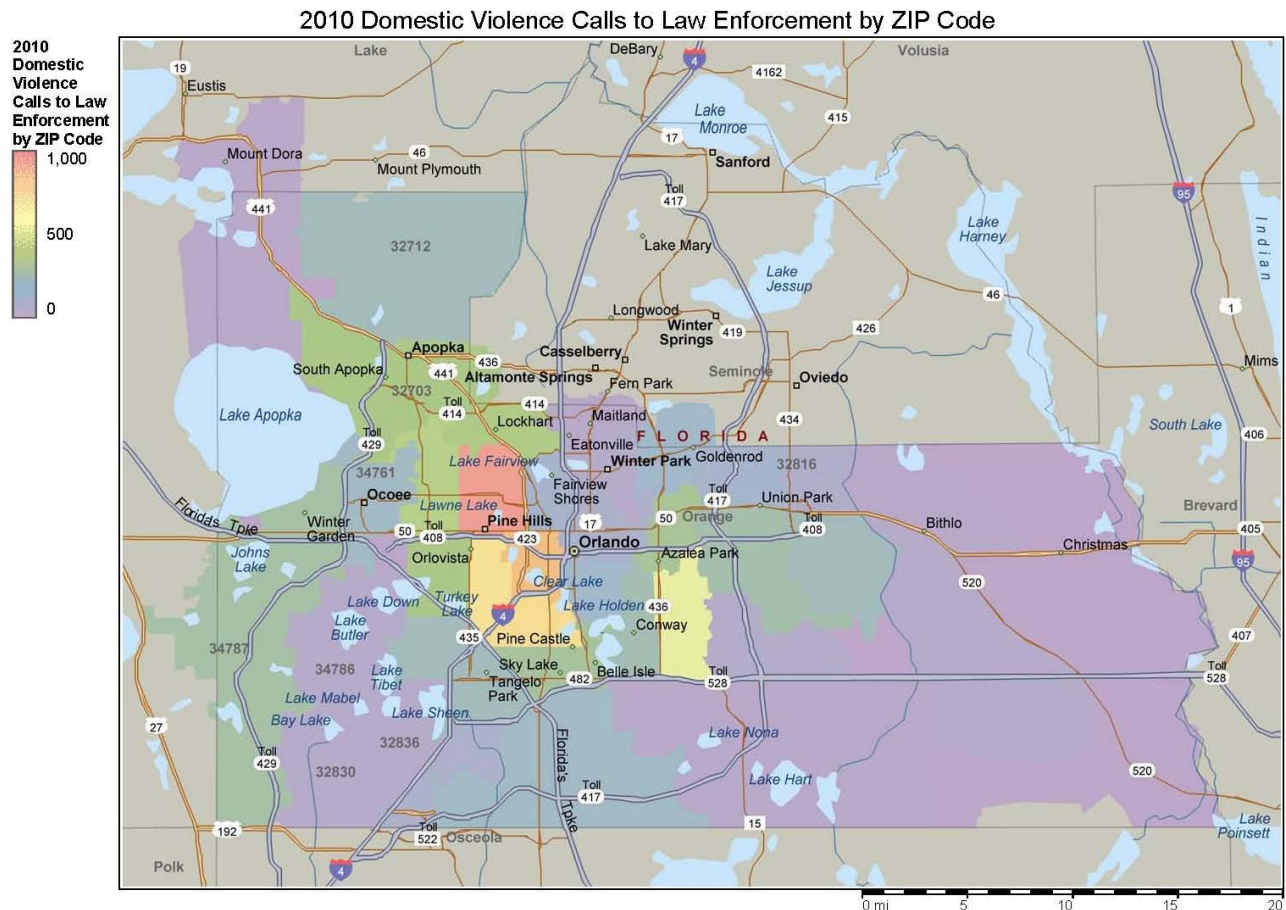 2010 Domestic Violence Calls to Law Enforcement by ZIP Code
2010
Domestic
Violence
Calls to Law
Enforcement
by ZIP Code
1,000
500
0
Lake
DeBary
4
Volusia
19
Eustis
4162
Lake
Monroe
415
17
Mount Dora
46
Mount Plymouth
Sanford
Toll
417
95
441
32712
Lake Mary
Lake
Harney
Indian
Lake
Jessup
46
1
Longwood
Winter
Springs
419
426
Apopka
436
Casselberry
Mims
South Apopka
441
Altamonte Springs
Seminole
Oviedo
32703
Fern Park
Toll
414
414
Lake Apopka
Lockhart
Maitland
434
South Lake
Toll
429
Eatonville
FLORIDA
406
Lake Fairview
Winter Park
Goldenrod
32816
34761
Fairview
Shores
Ocoee
Lawne Lake
Toll
417
Union Park
Florida's Tpke
Winter
Garden
50
Toll
408
Pine Hills
423
17
50
Orange
Toll
408
Bithlo
Brevard
405
Johns
Lake
Orlovista
Orlando
Azalea Park
Christmas
95
Lake Down
Turkey
Lake
Clear Lake
520
Lake
Butler
4
Lake Holden
436
Conway
407
34787
435
Pine Castle
34786
Lake
Tibet
Sky Lake
Belle Isle
Toll
528
Toll
528
Tangelo
Park
482
Lake Mabel
Bay Lake
Lake Sheen
27
32836
Florida's Tpke
Lake Nona
Toll
429
32830
Lake Hart
520
Toll
417
192
Toll
522
Osceola
15
Lake
Poinsett
Polk
4
0 mi 5 10 15 20